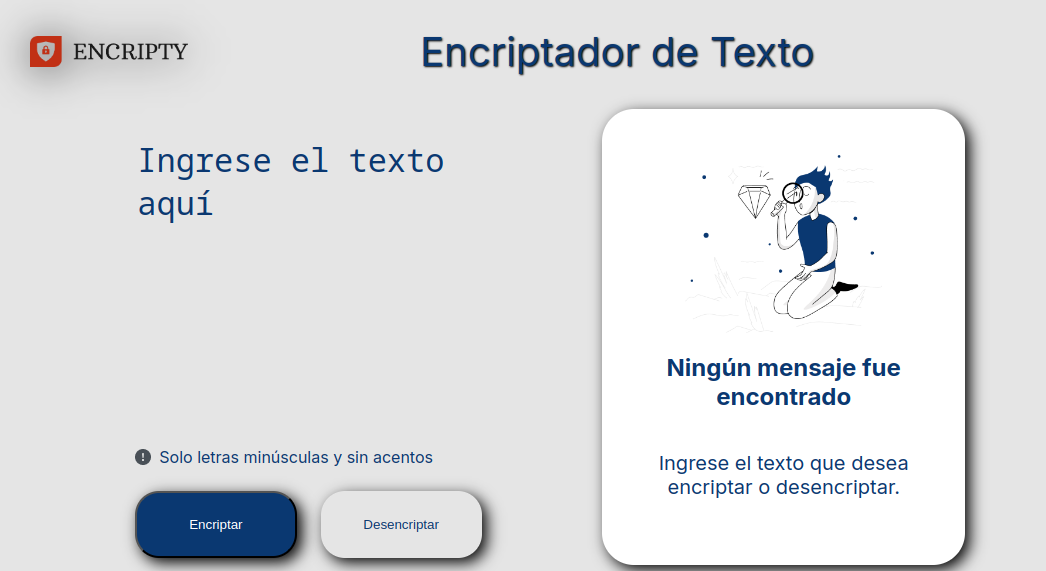 ENCRIPTY
Encriptador de Texto
Ingrese el texto
aquí
Solo letras minúsculas y sin acentos
Encriptar
Desencriptar
Ningún mensaje fue
encontrado
Ingrese el texto que desea
encriptar o desencriptar.